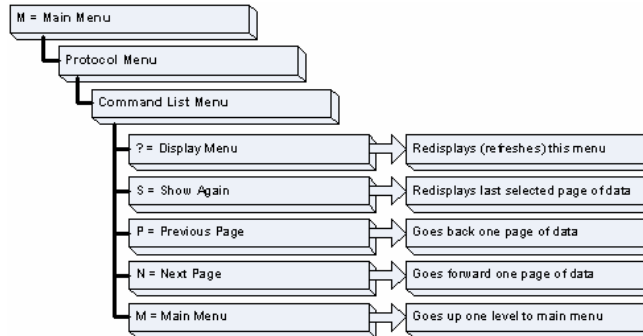 M = Main Menu
Protocol Menu
Command List Menu
? = Display Menu
Redisplays (refreshes) this menu
S = Show Again
Redisplays last selected page of data
P = Previous Page
Goes back one page of data
N = Next Page
Goes forward one page of data
M = Main Menu
Goes up one level to main menu